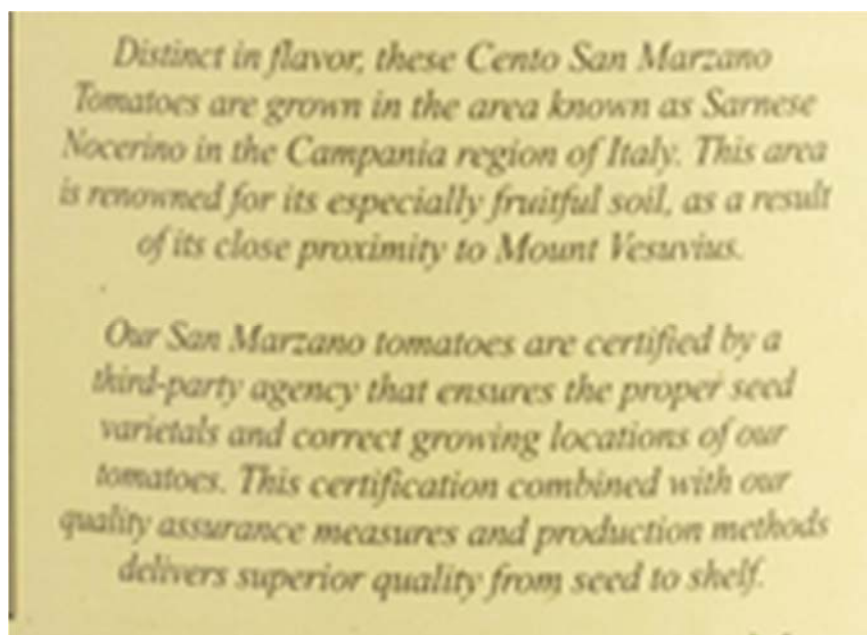 Distinct in flavor, these Cento San Marzano
Tomatoes are grown in the area known as Sarnese
Nocerino in the Campania region of Italy. This area
is renowned for its especially fruitful soil, as a result
of its close proximity to Mount Vesuvius.
Our San Marzano tomatoes are certified by a
third-party agency that ensures the proper seed
varietals and correct growing locations of our
tomatoes. This certification combined with our
quality assurance measures and production methods
delivers superior quality from seed to shelf.